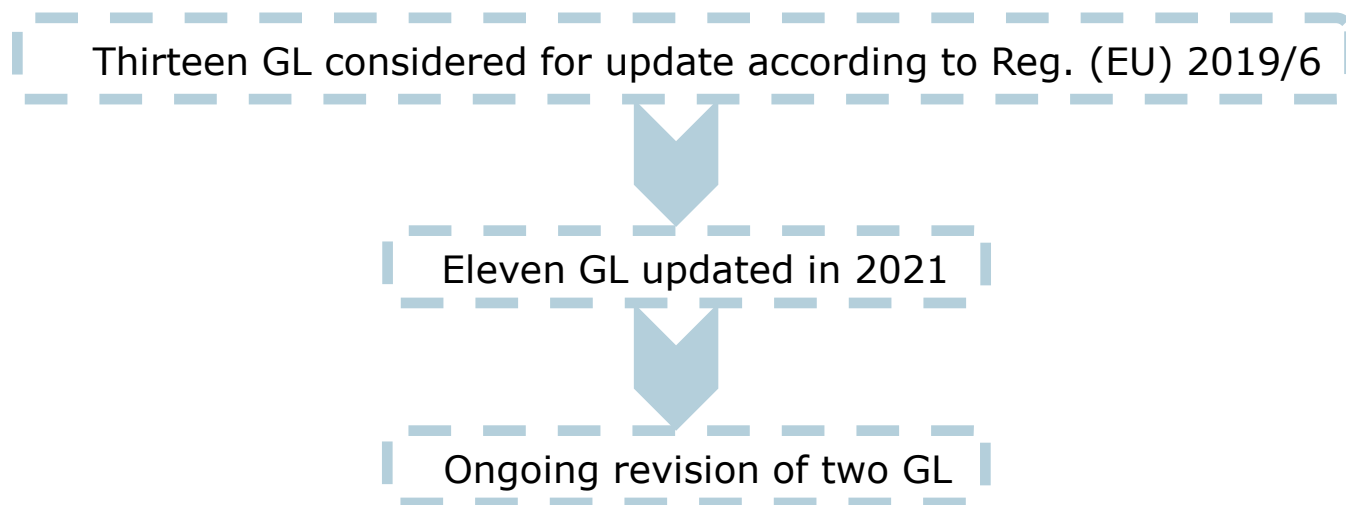 Thirteen GL considered for update according to Reg. (EU) 2019/6
Eleven GL updated in 2021
Ongoing revision of two GL